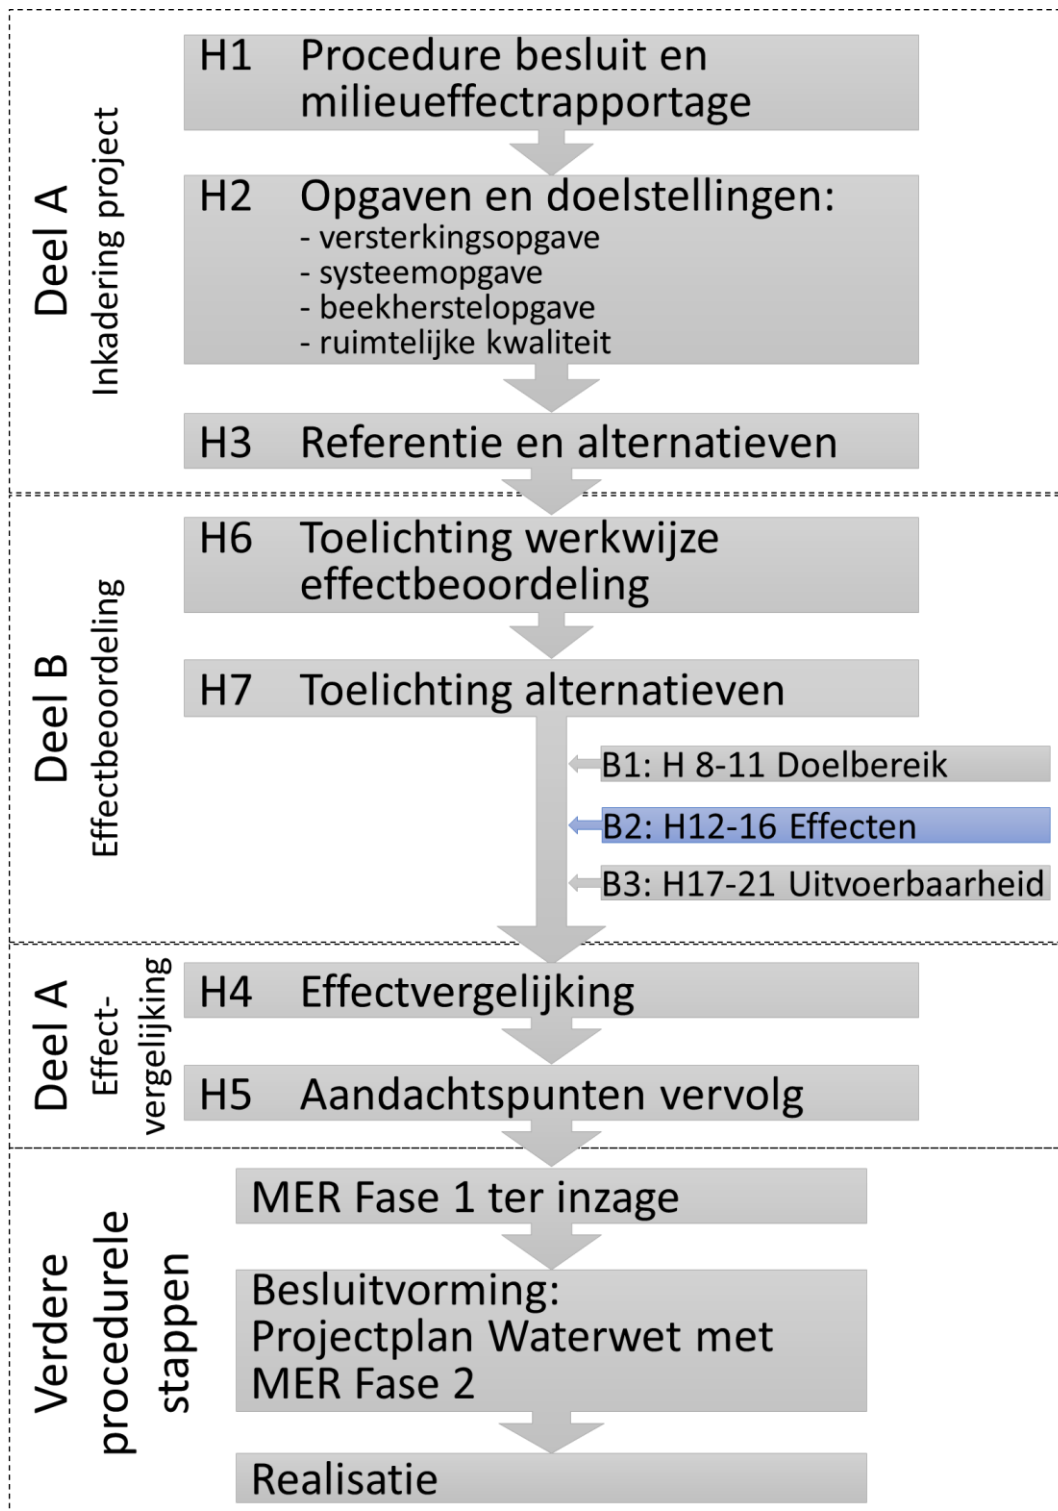 Deel A
Inkadering project
H1 Procedure besluit en
milieueffectrapportage
H2 Opgaven en doelstellingen:
- versterkingsopgave
- systeemopgave
- beekherstelopgave
- ruimtelijke kwaliteit
H3 Referentie en alternatieven
Deel B
Effectbeoordeling
H6 Toelichting werkwijze
effectbeoordeling
H7 Toelichting alternatieven
B1: H 8-11 Doelbereik
B2: H12-16 Effecten
B3: H17-21 Uitvoerbaarheid
Deel A
Effect-
vergelijking
H4 Effectvergelijking
H5 Aandachtspunten vervolg
Verdere
procedurele
stappen
MER Fase 1 ter inzage
Besluitvorming:
Projectplan Waterwet met
MER Fase 2
Realisatie